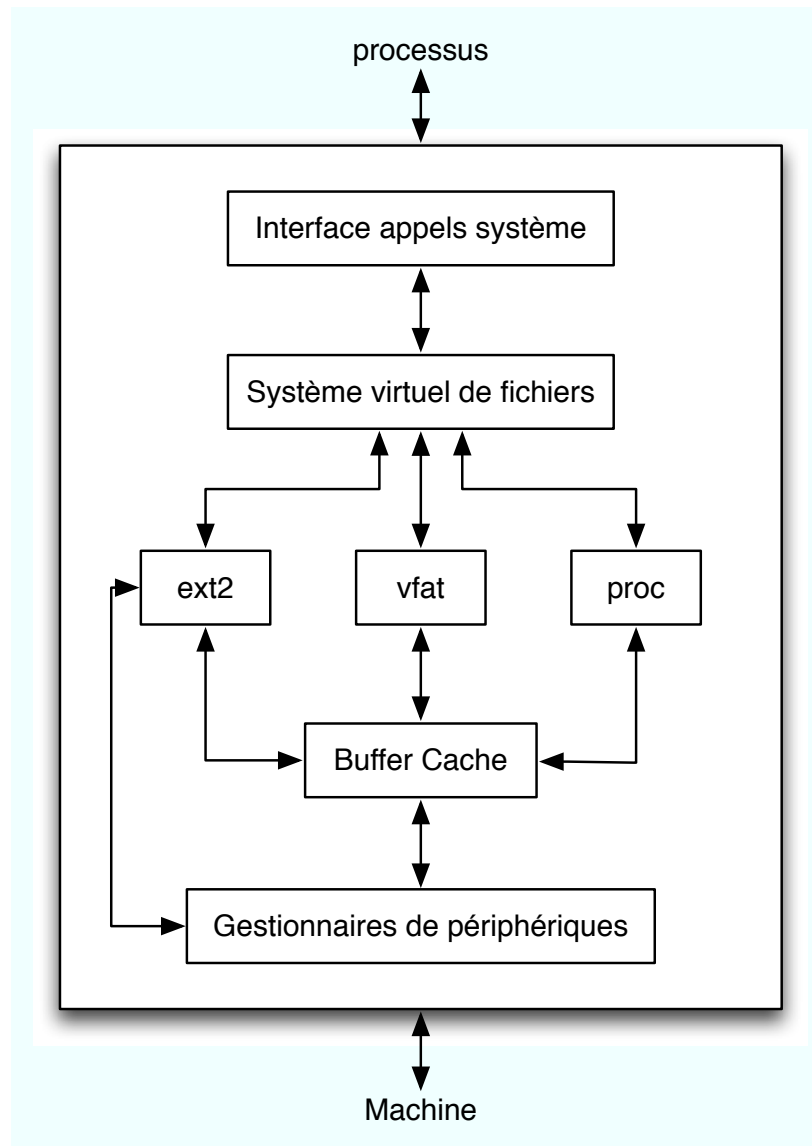 processus
Interface appels système
Système virtuel de fichiers
ext2
vfat
proc
Buffer Cache
Gestionnaires de périphériques
Machine